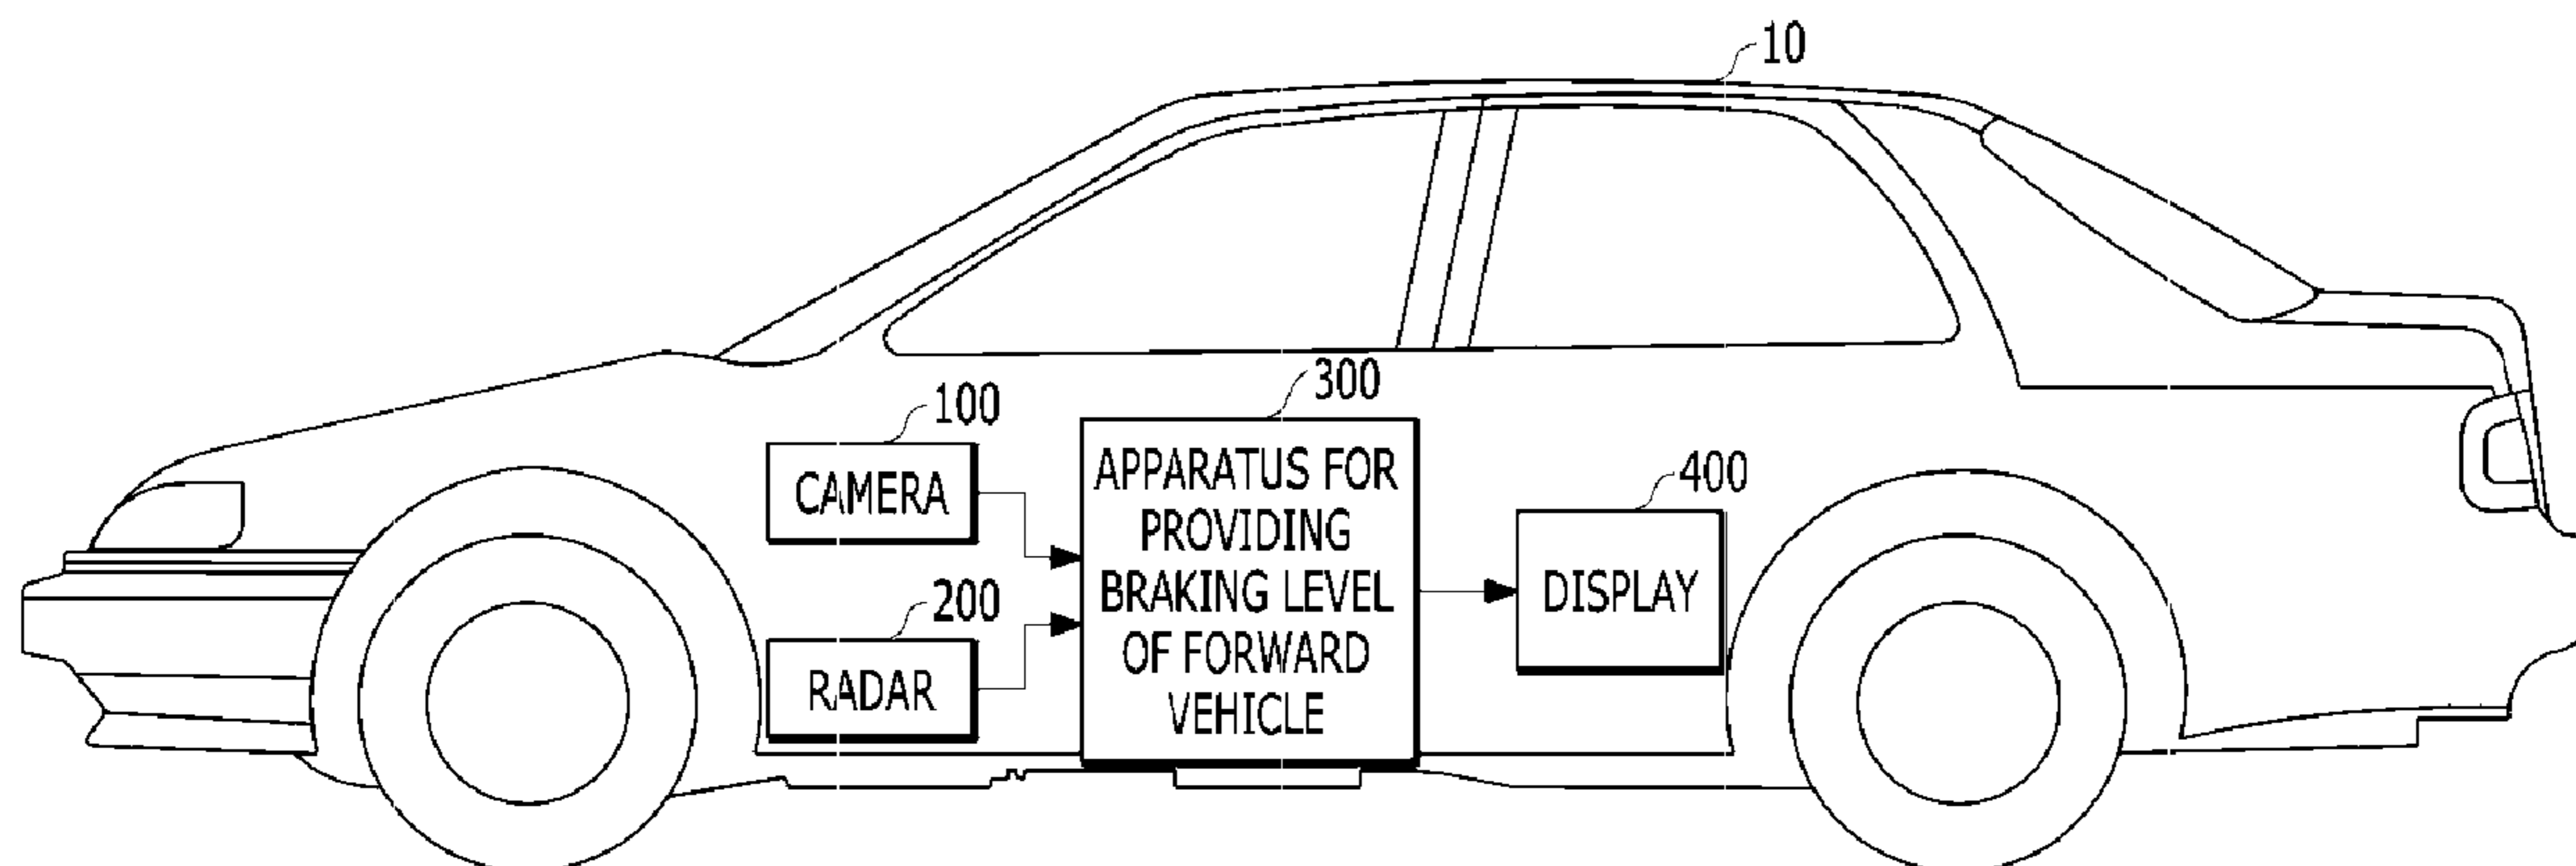 10
100
CAMERA
200
RADAR
300
APPARATUS FOR
PROVIDING
BRAKING LEVEL
OF FORWARD
VEHICLE
400
DISPLAY